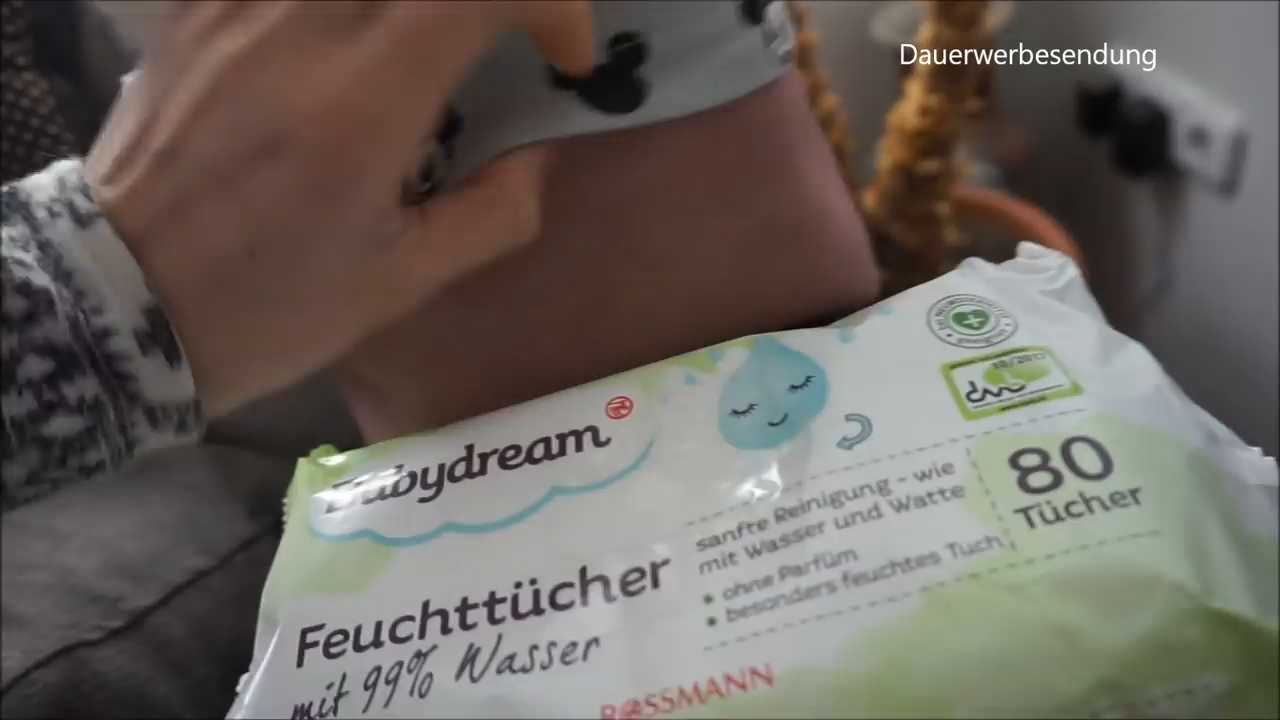 Dauerwerbesendung
Babydream
80
Tücher
sanfte Reinigung - wie
mit Wasser und Watte
• ohne Parfüm
• besonders feuchtes Tuch
Feuchttücher
mit 99% Wasser
ROSSMANN